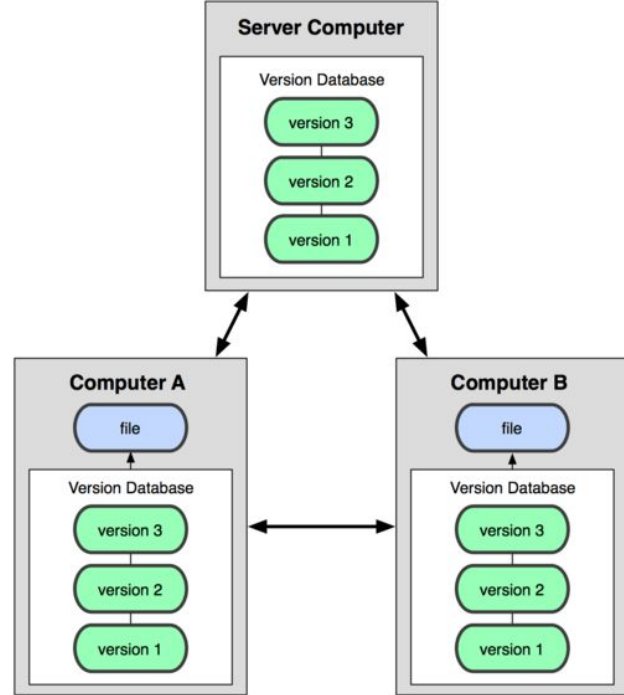 Server Computer
Version Database
version 3
version 2
version 1
Computer A
file
Version Database
version 3
version 2
version 1
Computer B
file
Version Database
version 3
version 2
version 1